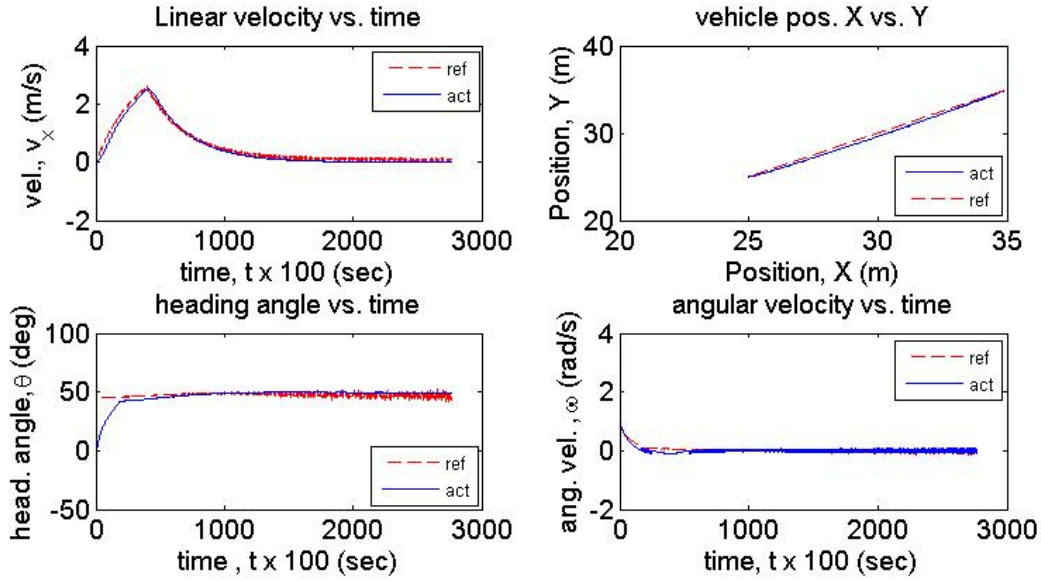 Linear velocity vs. time
4
2
0
-2
vel., v_x (m/s)
ref
act
0
1000
2000
3000
time, t x 100 (sec)
vehicle pos. X vs. Y
40
30
20
Position, Y (m)
act
ref
20
25
30
35
Position, X (m)
heading angle vs. time
100
50
0
-50
head. angle, θ (deg)
ref
act
0
1000
2000
3000
time , t x 100 (sec)
angular velocity vs. time
4
2
0
-2
ang. vel., ω (rad/s)
ref
act
0
1000
2000
3000
time, t x 100 (sec)